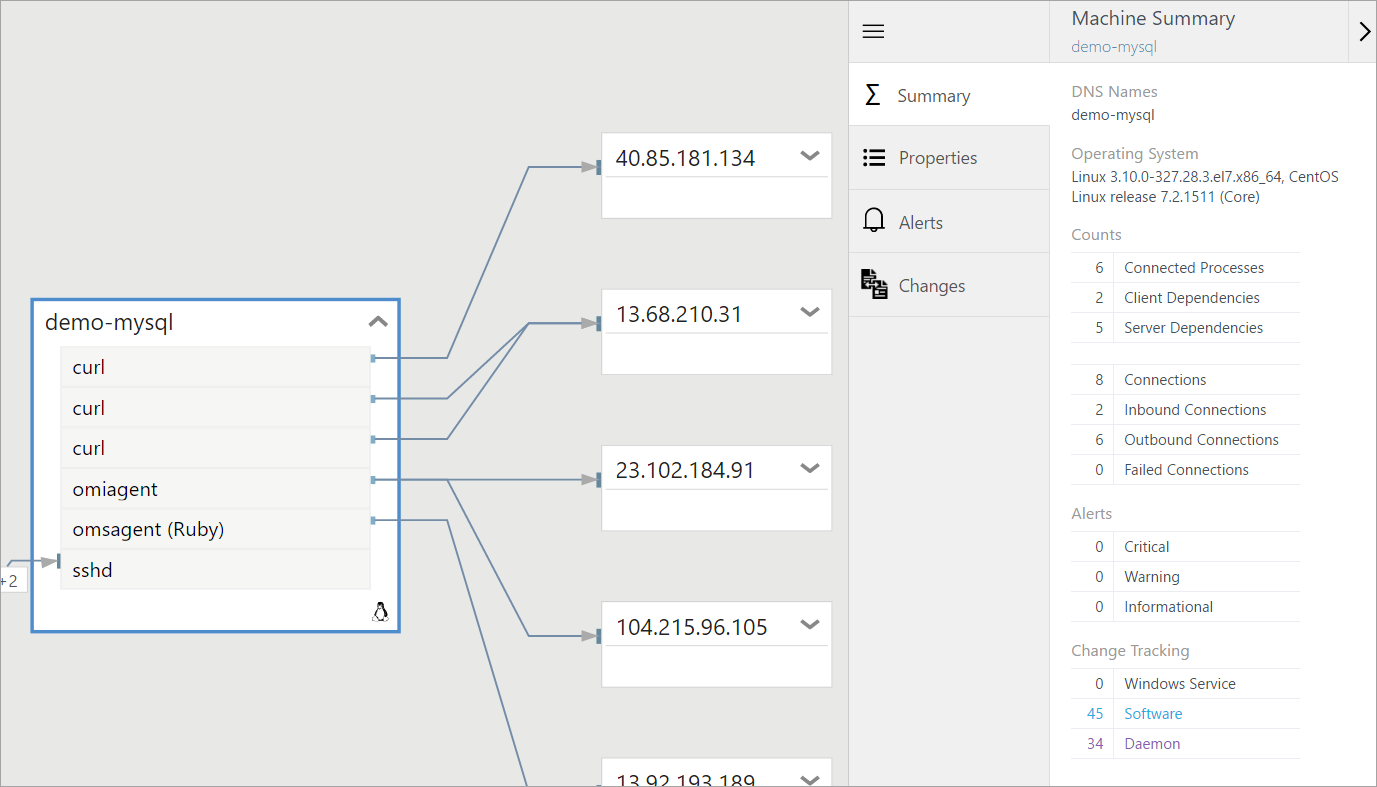 demo-mysql
curl
curl
curl
omiagent
omsagent (Ruby)
sshd
+2
40.85.181.134
13.68.210.31
23.102.184.91
104.215.96.105
13.92.193.189
Summary
Properties
Alerts
Changes
Machine Summary
demo-mysql
DNS Names
demo-mysql
Operating System
Linux 3.10.0-327.28.3.el7.x86_64, CentOS
Linux release 7.2.1511 (Core)
Counts
6 Connected Processes
2 Client Dependencies
5 Server Dependencies
8 Connections
2 Inbound Connections
6 Outbound Connections
0 Failed Connections
Alerts
0 Critical
0 Warning
0 Informational
Change Tracking
0 Windows Service
45 Software
34 Daemon